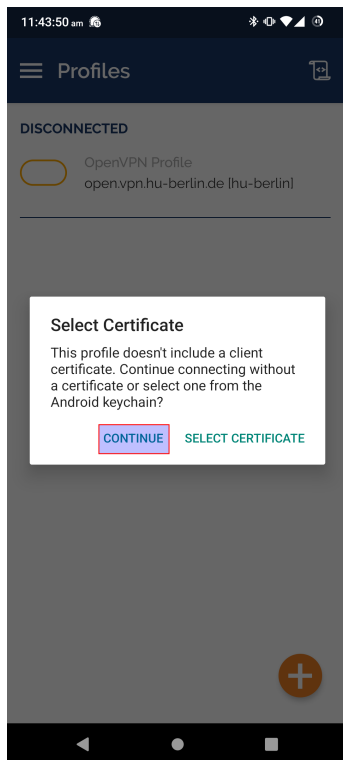 11:43:50 am
Profiles
DISCONNECTED
OpenVPN Profile
open.vpn.hu-berlin.de [hu-berlin]
Select Certificate
This profile doesn't include a client
certificate. Continue connecting without
a certificate or select one from the
Android keychain?
CONTINUE SELECT CERTIFICATE